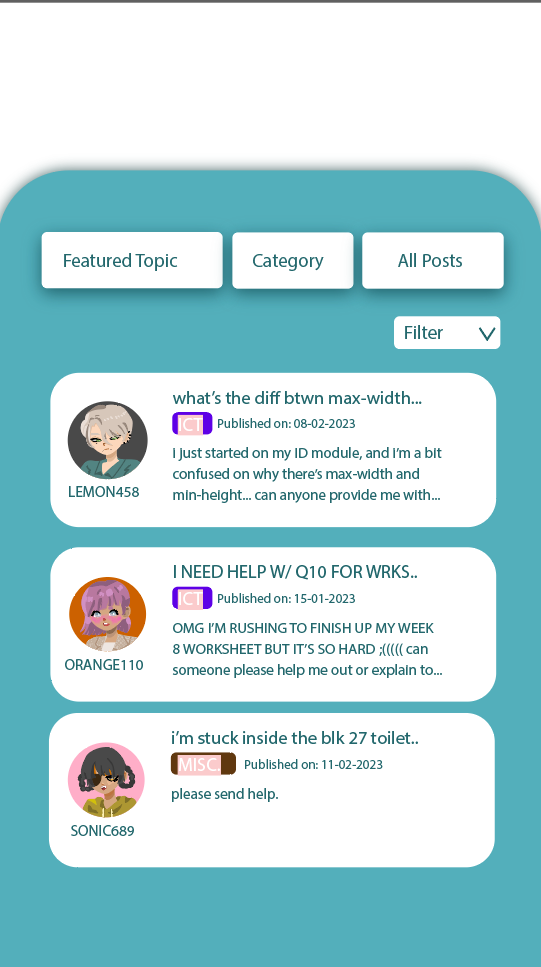 Featured Topic
Category
All Posts
Filter
what's the diff btwn max-width...
ICT
Published on: 08-02-2023
I just started on my ID module, and i'm a bit
confused on why there's max-width and
min-height... can anyone provide me with...
LEMON458
I NEED HELP W/ Q10 FOR WRKS..
ICT
Published on: 15-01-2023
OMG I'M RUSHING TO FINISH UP MY WEEK
8 WORKSHEET BUT IT'S SO HARD ;((((( can
someone please help me out or explain to...
ORANGE110
i'm stuck inside the blk 27 toilet..
MISC.
Published on: 11-02-2023
please send help.
SONIC689